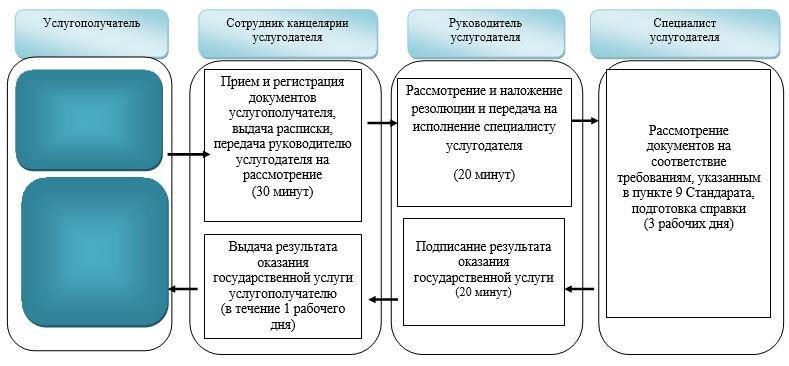 Услугополучатель
Сотрудник канцелярии
услугодателя
Руководитель
услугодателя
Специалист
услугодателя
Прием и регистрация
документов
услугополучателя,
выдача расписки,
передача руководителю
услугодателя на
рассмотрение
(30 минут)
Рассмотрение и наложение
резолюции и передача на
исполнение специалисту
услугодателя
(20 минут)
Рассмотрение
документов на
соответствие
требованиям, указанным
в пункте 9 Стандарата,
подготовка справки
(3 рабочих дня)
Выдача результата
оказания
государственной услуги
услугополучателю
(в течение 1 рабочего
дня)
Подписание результата
оказания
государственной услуги
(20 минут)